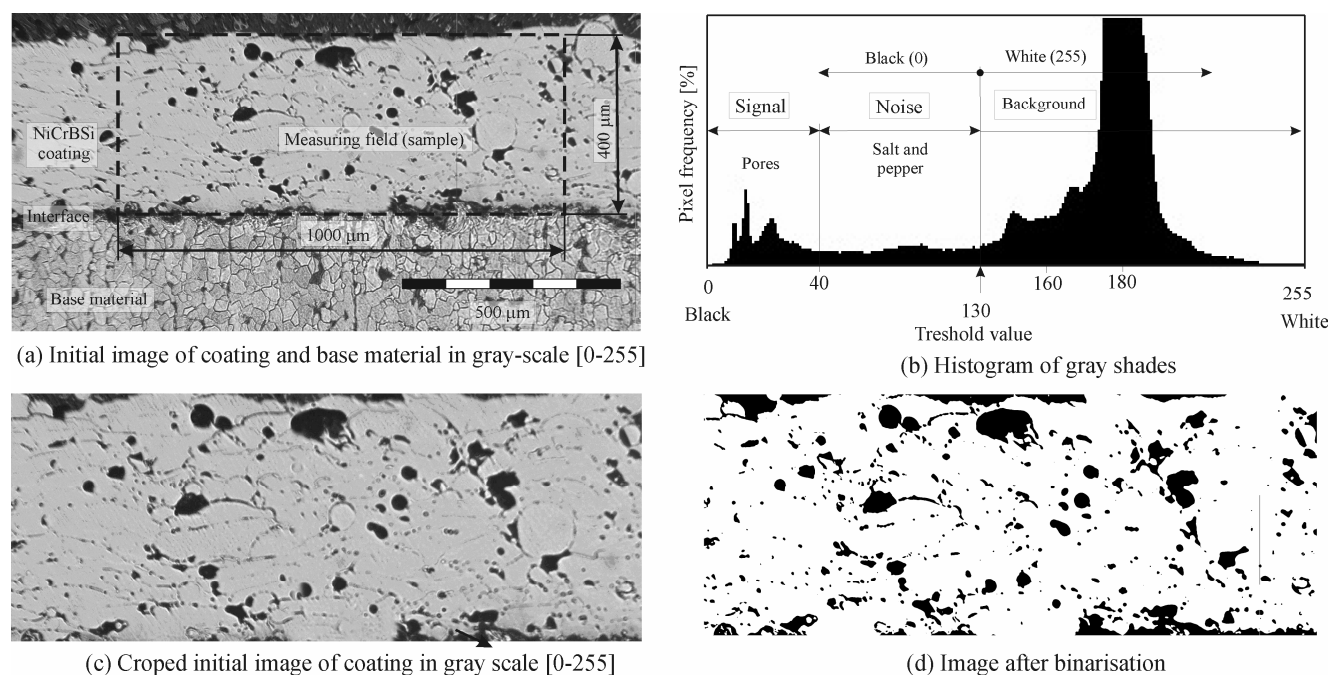 NiCrBSi
coating
Measuring field (sample)
400 µm
Interface
1000 µm
Base material
500 µm
(a) Initial image of coating and base material in gray-scale [0-255]
Pixel frequency [%]
Black (0)
White (255)
Signal
Noise
Background
Pores
Salt and
pepper
0
40
130
160
180
255
Black
Treshold value
White
(b) Histogram of gray shades
(c) Croped initial image of coating in gray scale [0-255]
(d) Image after binarisation